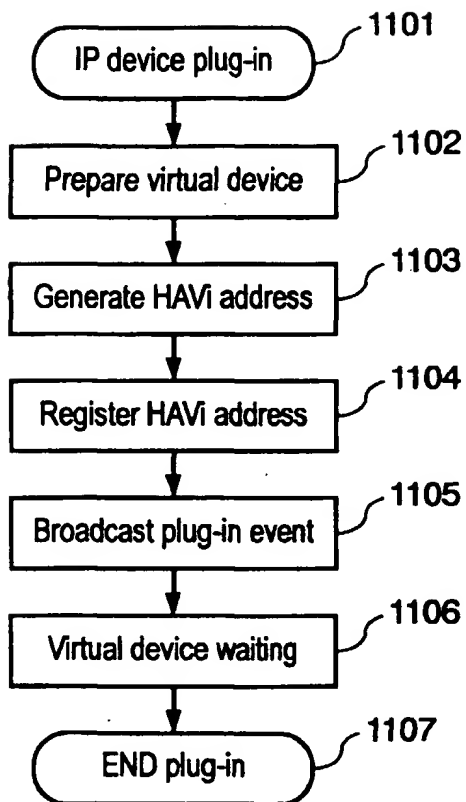 1101
IP device plug-in
1102
Prepare virtual device
1103
Generate HAVi address
1104
Register HAVi address
1105
Broadcast plug-in event
1106
Virtual device waiting
1107
END plug-in